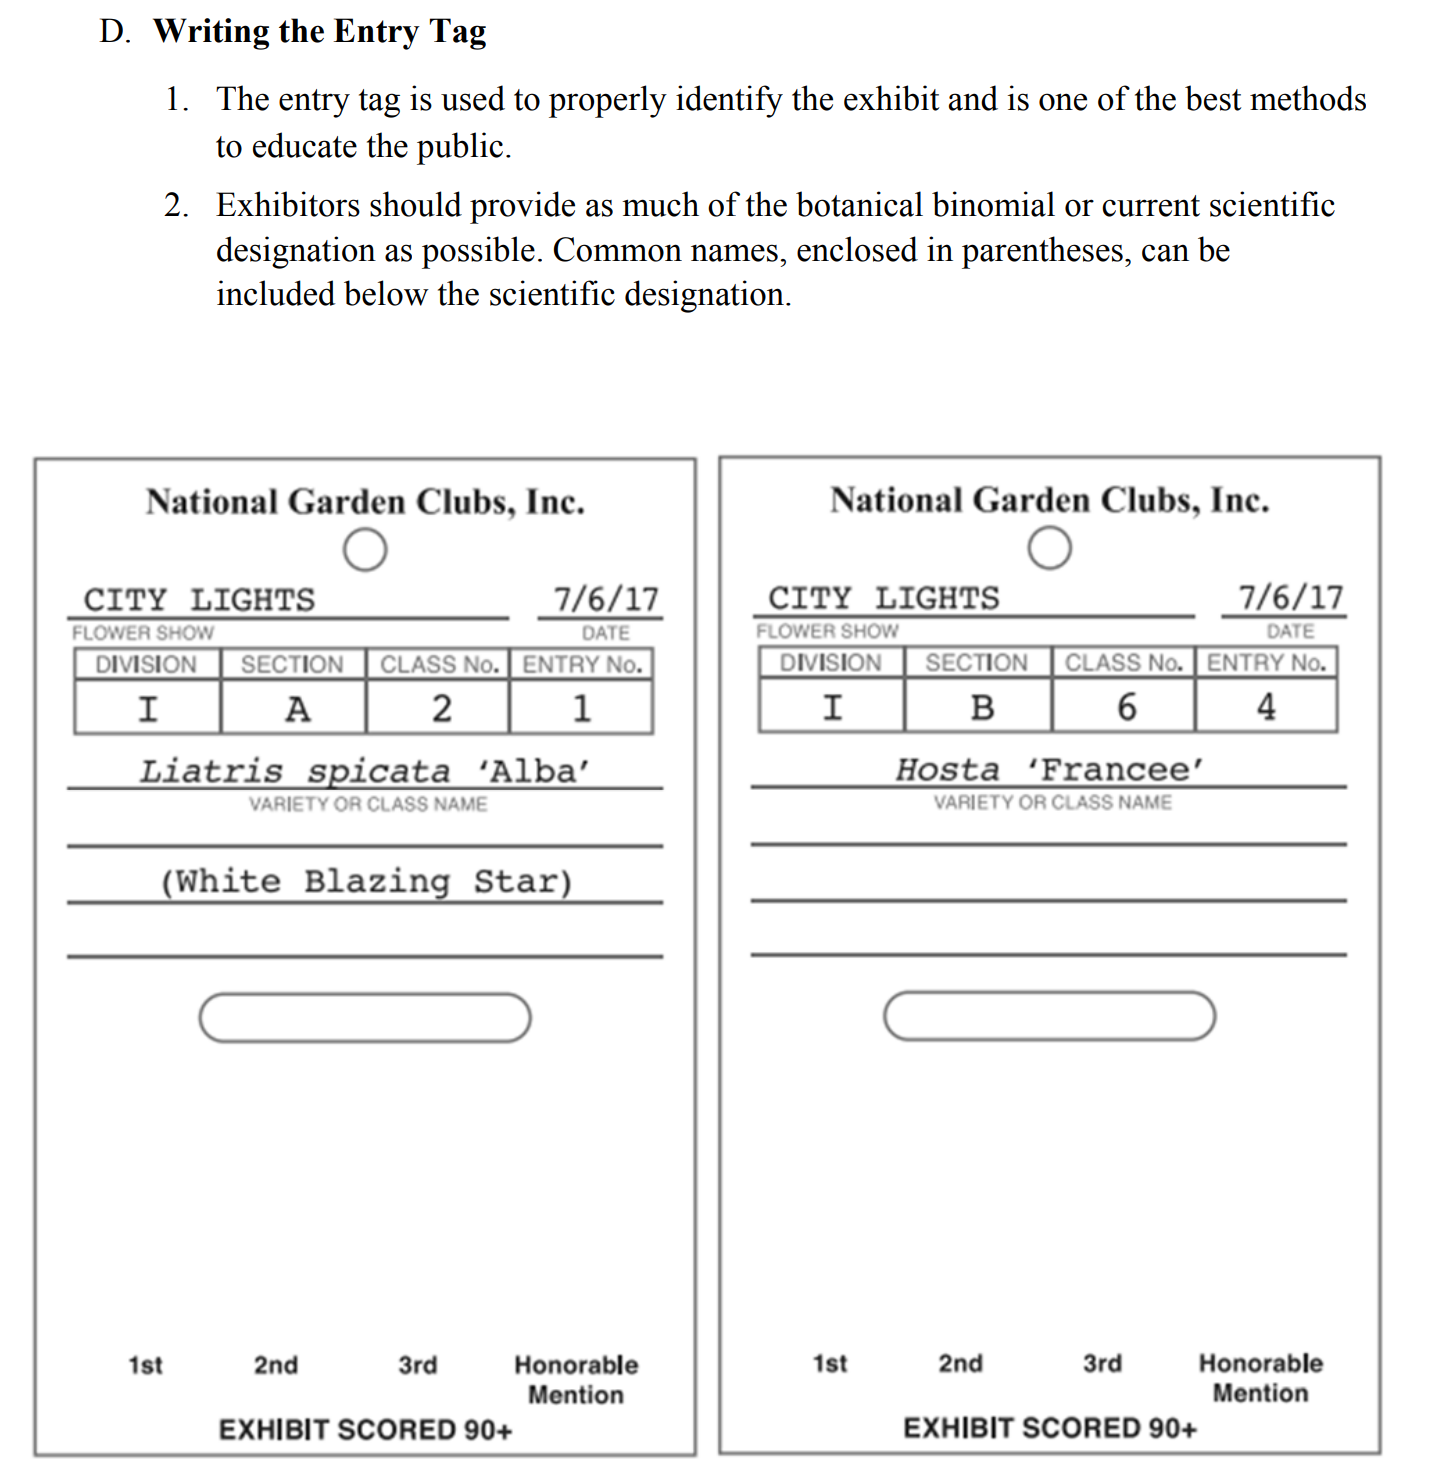 D. Writing the Entry Tag
1. The entry tag is used to properly identify the exhibit and is one of the best methods
to educate the public.
2. Exhibitors should provide as much of the botanical binomial or current scientific
designation as possible. Common names, enclosed in parentheses, can be
included below the scientific designation.
National Garden Clubs, Inc.
CITY LIGHTS 7/6/17
FLOWER SHOW DATE
DIVISION SECTION CLASS No. ENTRY No.
I A 2 1
Liatris spicata ‘Alba’
VARIETY OR CLASS NAME
(White Blazing Star)
1st 2nd 3rd Honorable
Mention
EXHIBIT SCORED 90+
National Garden Clubs, Inc.
CITY LIGHTS 7/6/17
FLOWER SHOW DATE
DIVISION SECTION CLASS No. ENTRY No.
I B 6 4
Hosta ‘Francee’
VARIETY OR CLASS NAME
1st 2nd 3rd Honorable
Mention
EXHIBIT SCORED 90+